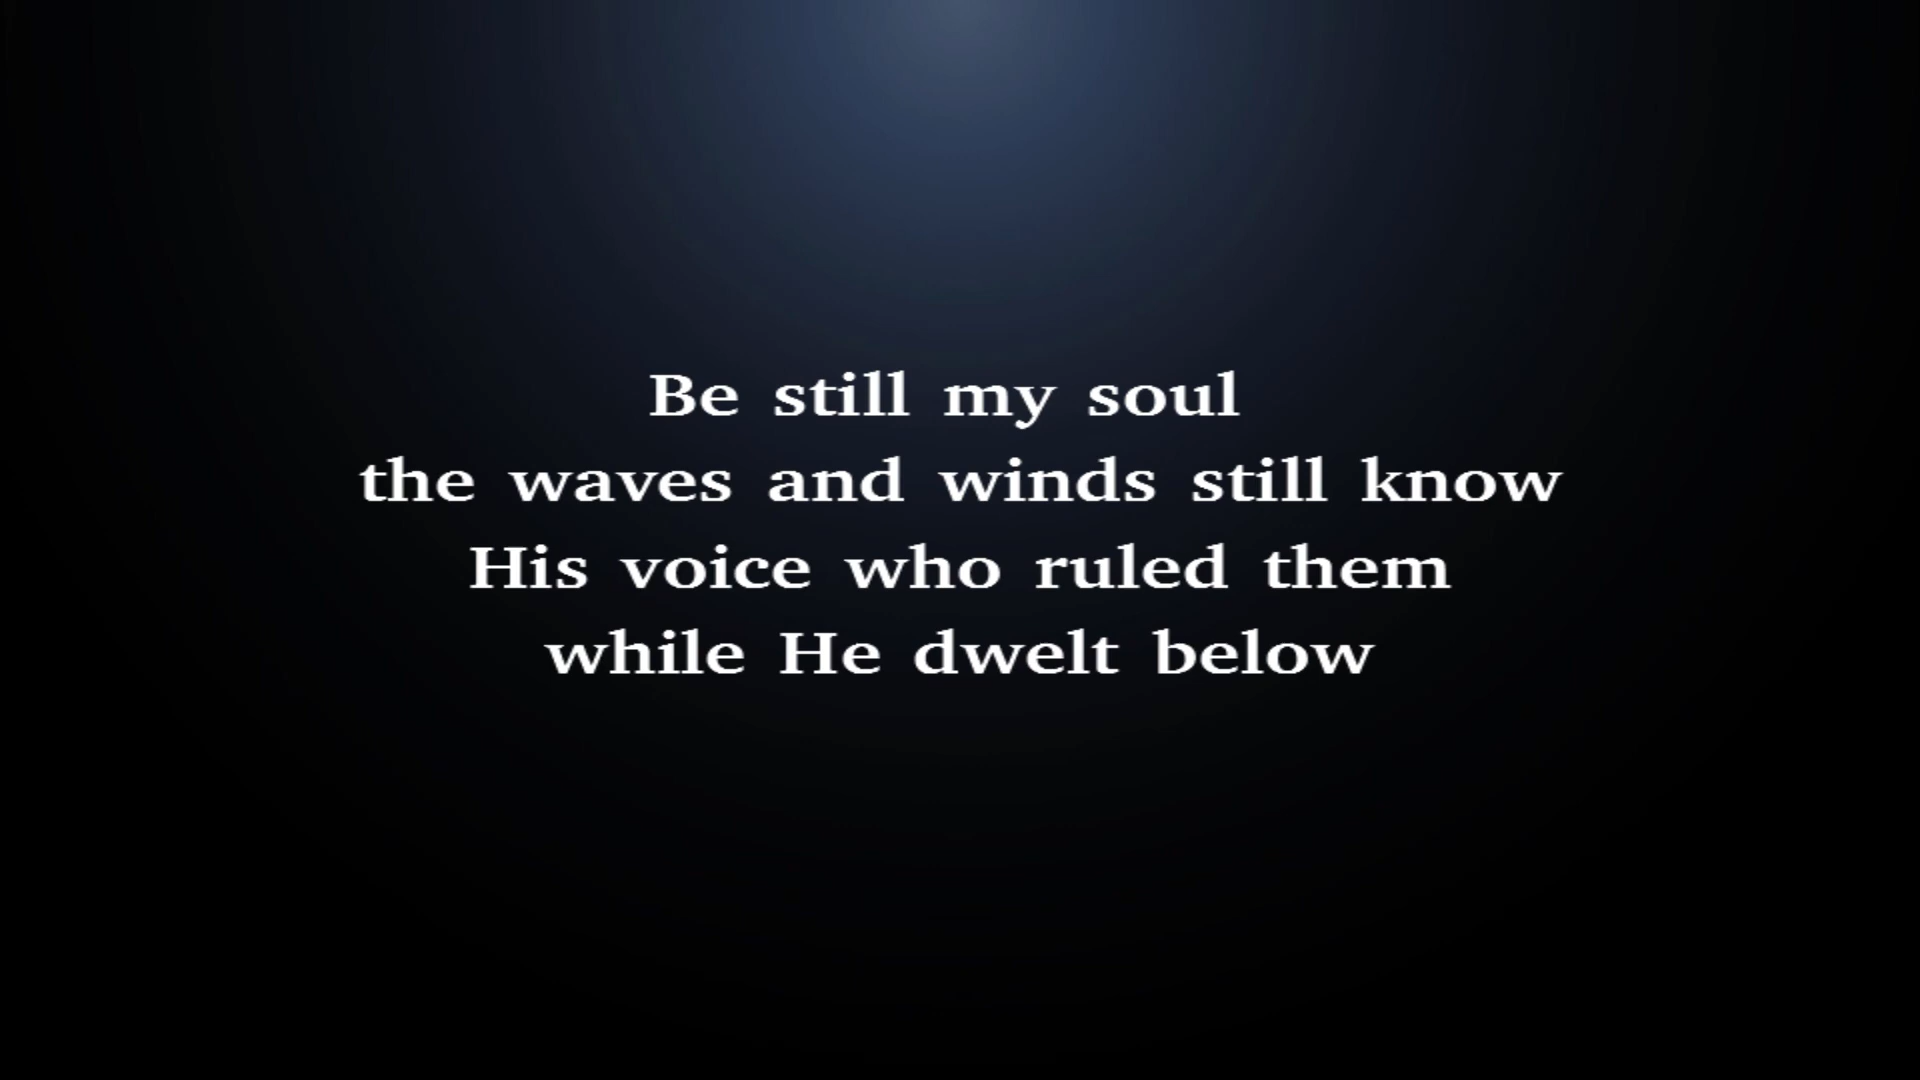 Be still my soul
the waves and winds still know
His voice who ruled them
while He dwelt below